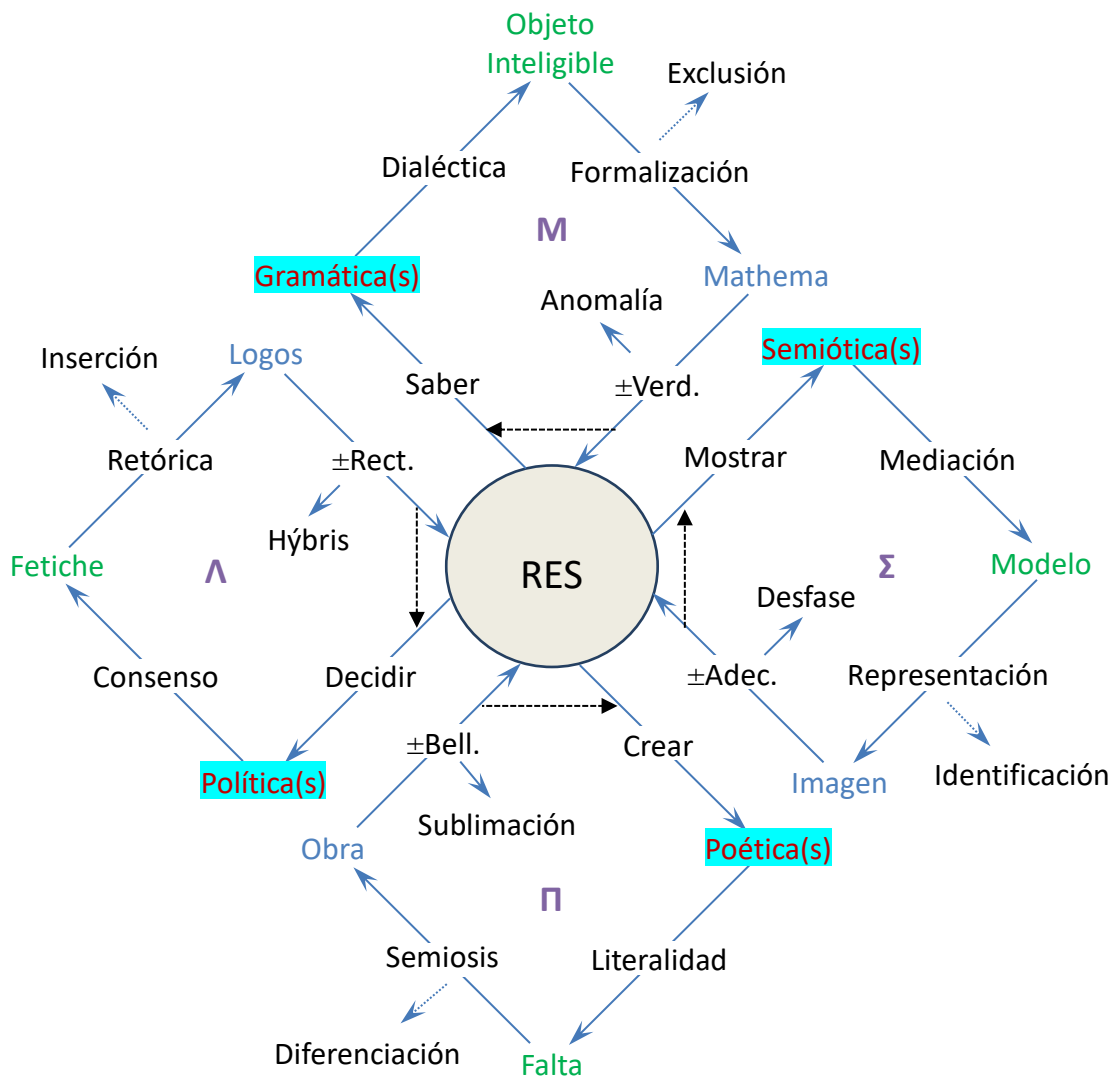 Objeto
Inteligible
Exclusión
Dialéctica
Formalización
Μ
Gramática(s)
Mathema
Anomalía
Semiótica(s)
Inserción
Logos
Saber
±Verd.
Retórica
±Rect.
Mostrar
Mediación
Hýbris
Fetiche
Λ
RES
Σ
Modelo
Desfase
Consenso
Decidir
±Adec.
Representación
±Bell.
Crear
Política(s)
Imagen
Identificación
Sublimación
Obra
Poética(s)
Π
Semiosis
Literalidad
Diferenciación
Falta